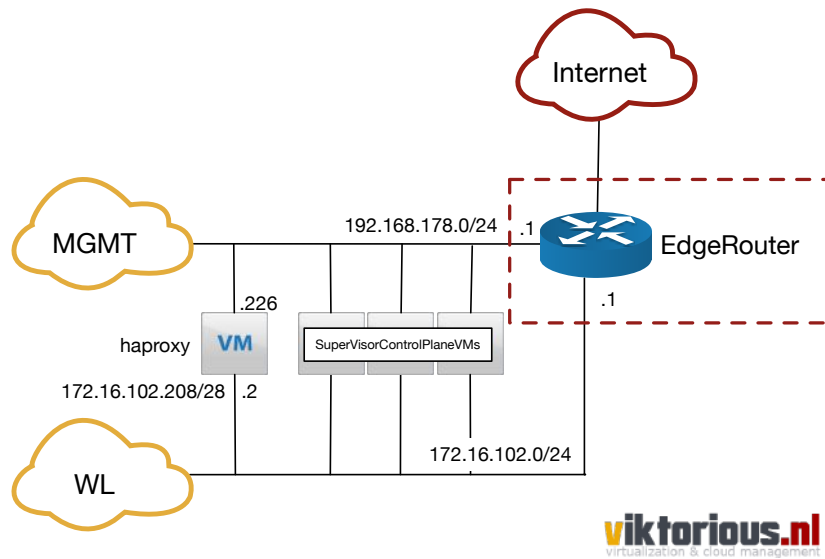 Internet
192.168.178.0/24
.1
MGMT
EdgeRouter
.1
.226
haproxy
VM
SuperVisorControlPlaneVMs
172.16.102.208/28
.2
172.16.102.0/24
WL
viktorious.nl
virtualization & cloud management